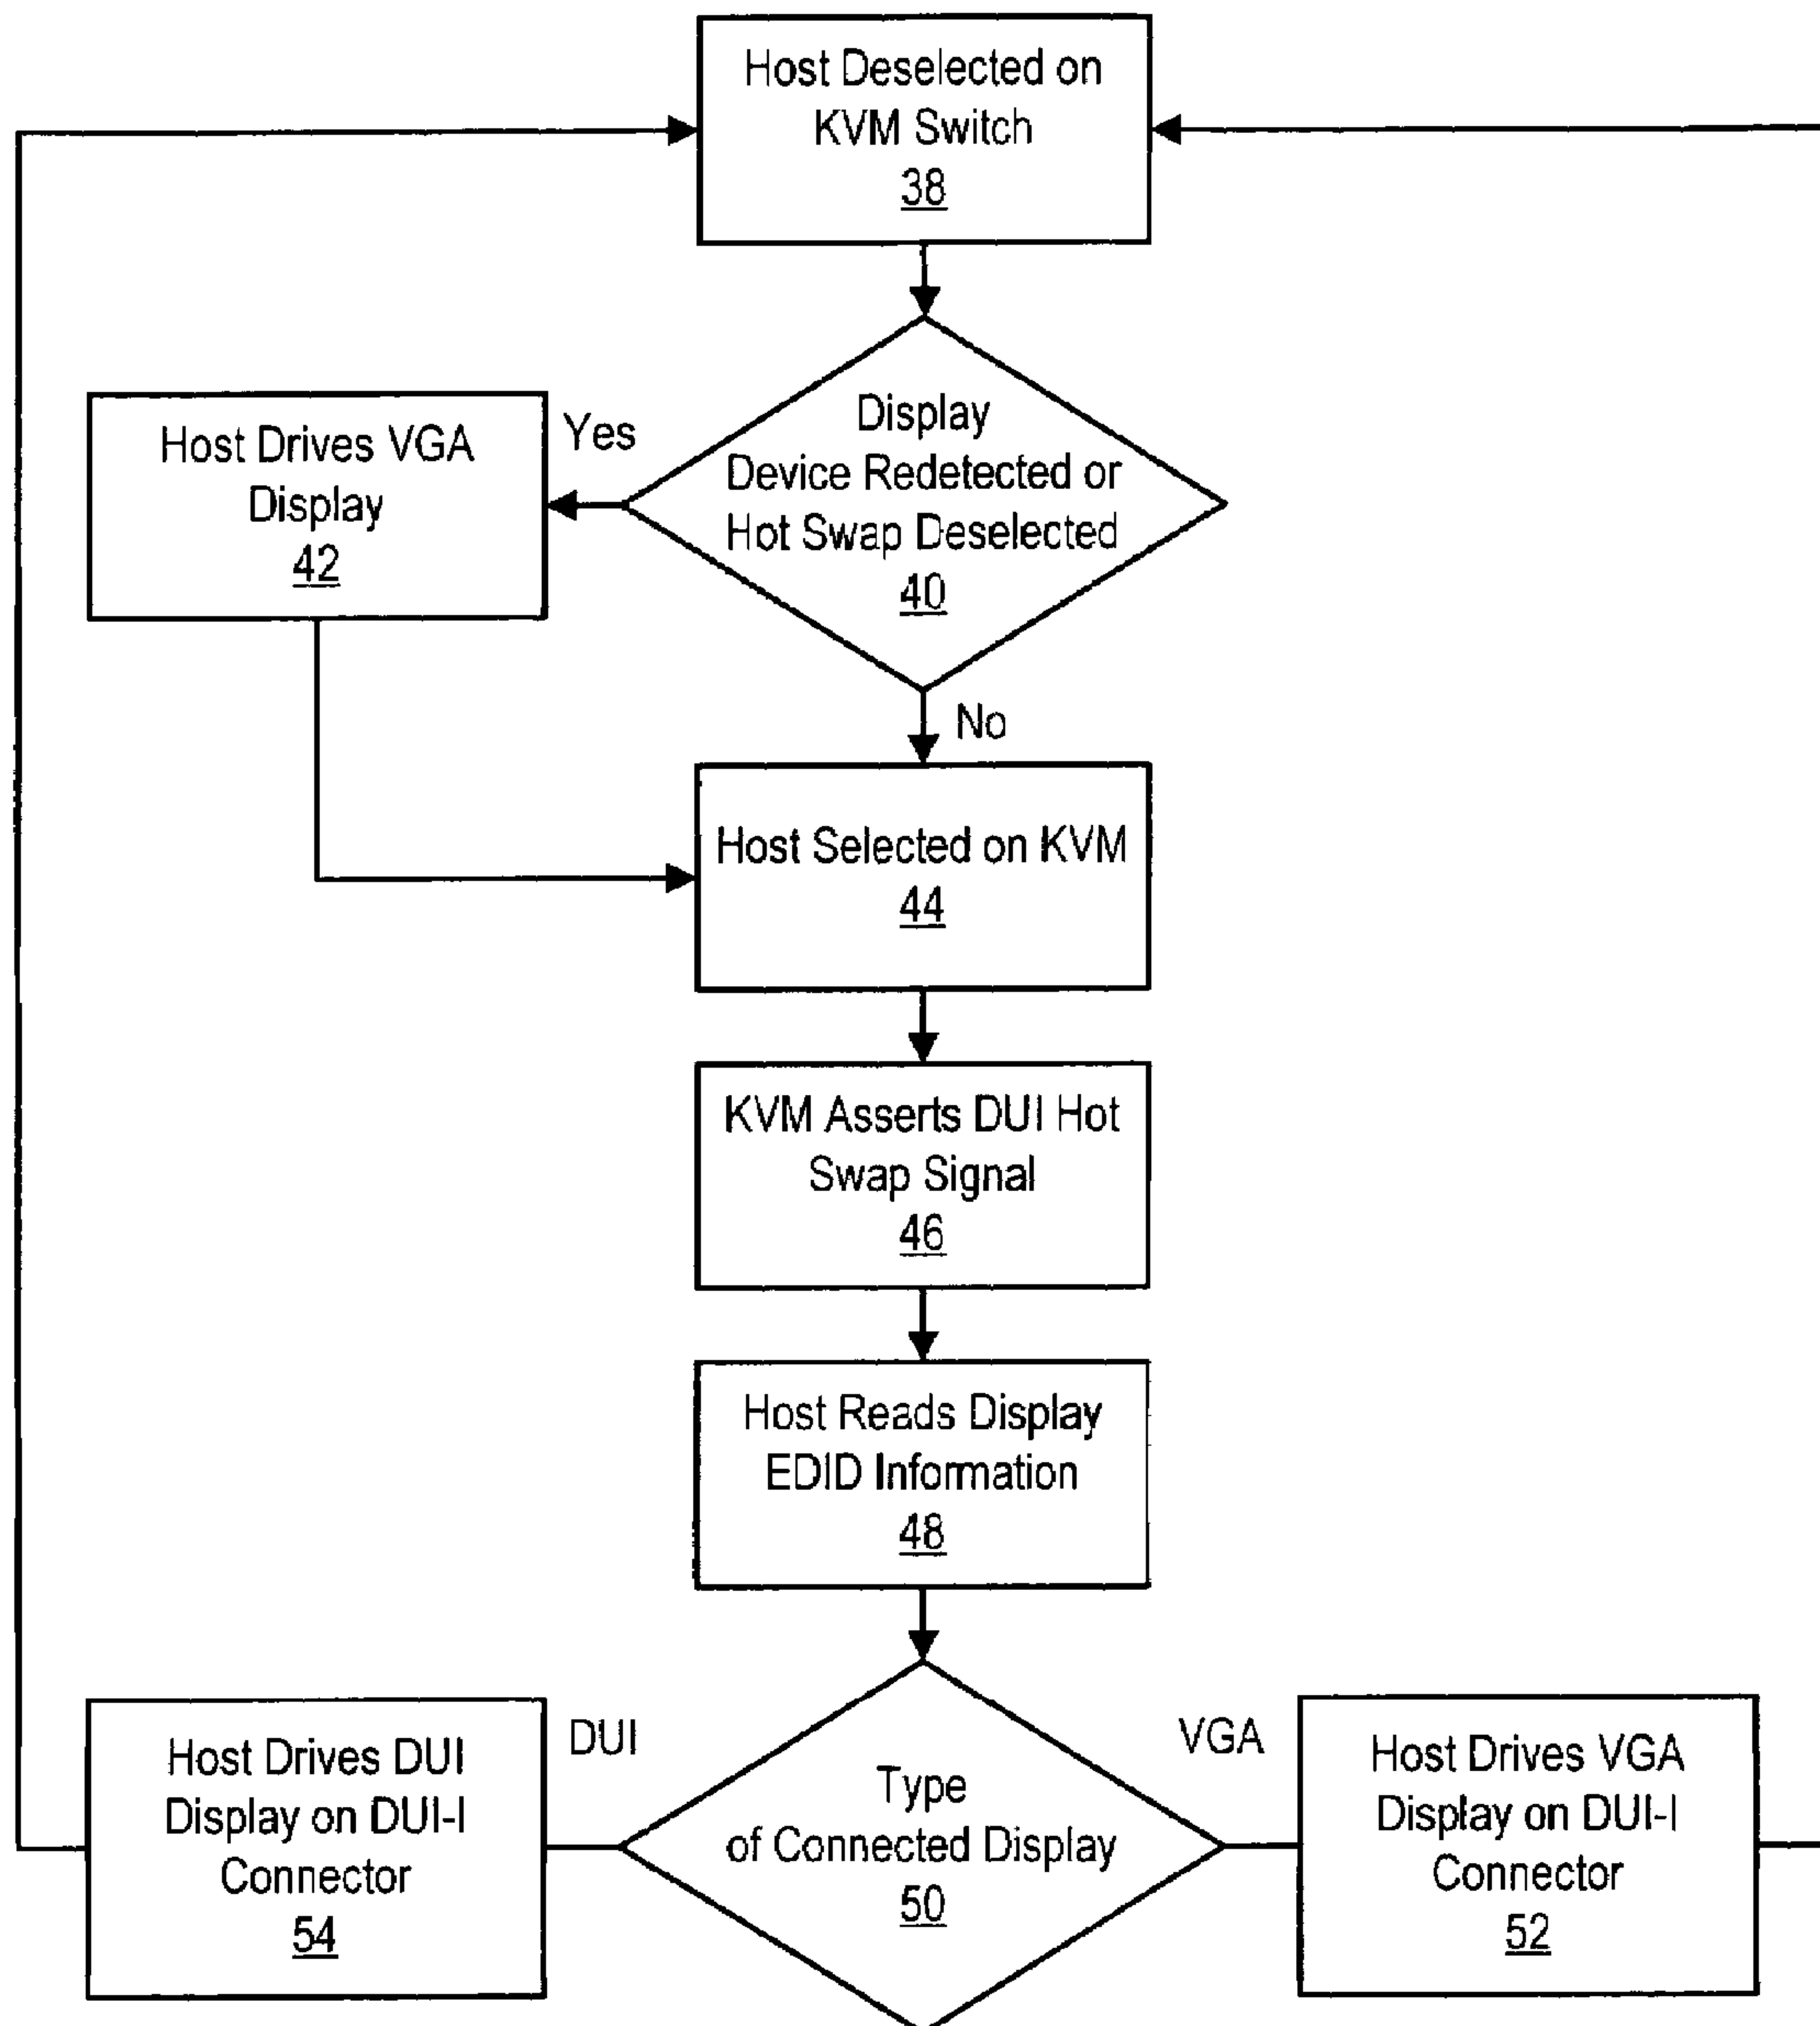 Host Deselected on
KVM Switch
38
Display
Device Redetected or
Hot Swap Deselected
40
Yes
Host Drives VGA
Display
42
No
Host Selected on KVM
44
KVM Asserts DUI Hot
Swap Signal
46
Host Reads Display
EDID Information
48
Type
of Connected Display
50
DUI
VGA
Host Drives DUI
Display on DUI-I
Connector
54
Host Drives VGA
Display on DUI-I
Connector
52